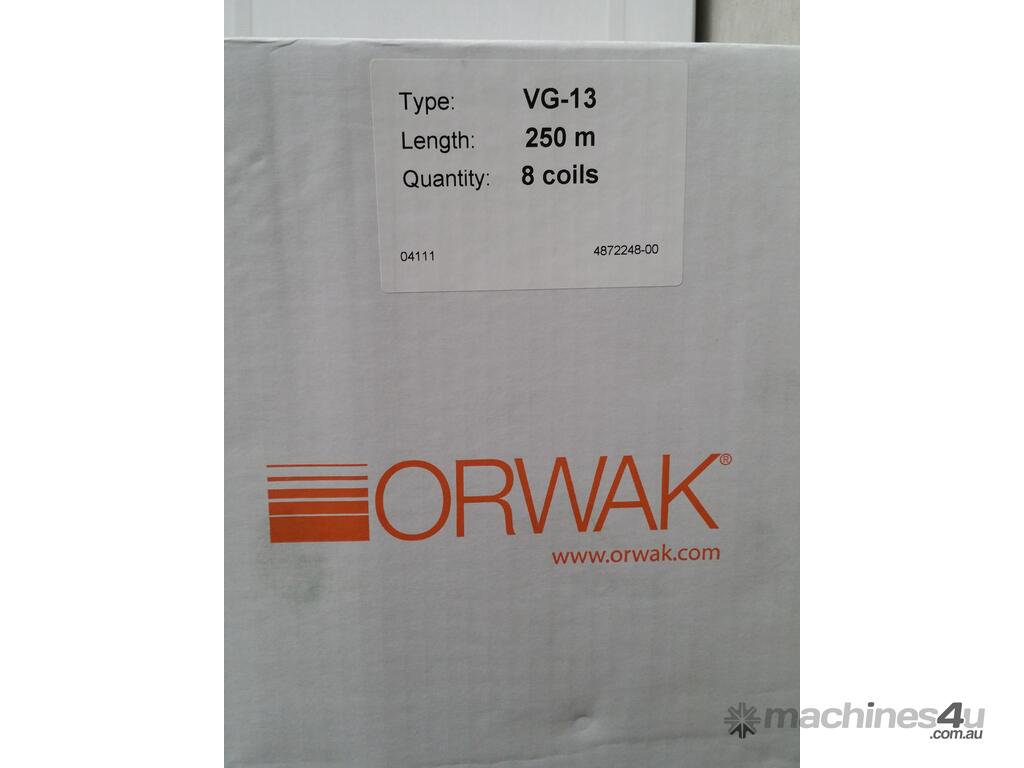 Type: VG-13
Length: 250 m
Quantity: 8 coils
04111 4872248-00
ORWAK®
www.orwak.com
machines4u
.com.au